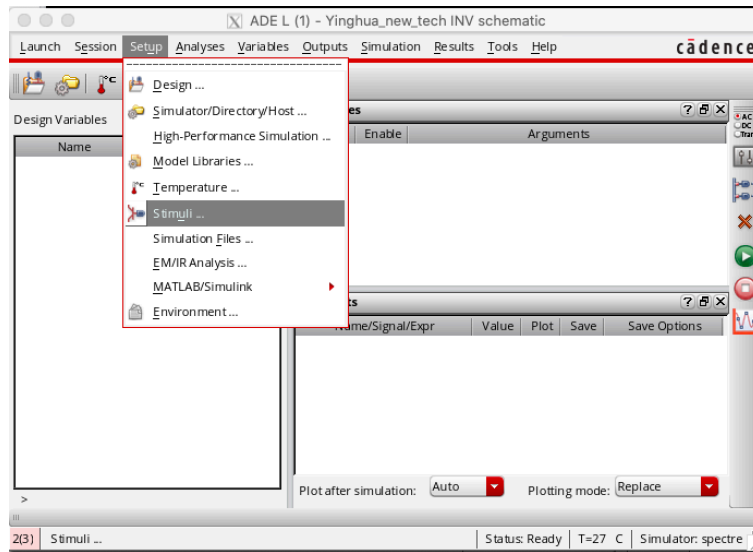 ADE L (1) - Yinghua_new_tech INV schematic
Launch Session Setup Analyses Variables Outputs Simulation Results Tools Help cādence
°C
Design Variables
Name
Design ...
Simulator/Directory/Host ...
High-Performance Simulation ...
Model Libraries ...
Temperature ...
Stimuli ...
Simulation Files ...
EM/IR Analysis ...
MATLAB/Simulink
Environment ...
es ? X
Enable Arguments
AC
DC
Tran
ts ? X
Name/Signal/Expr Value Plot Save Save Options
Plot after simulation: Auto Plotting mode: Replace
>
2(3) Stimuli ... Status: Ready T=27 C Simulator: spectre